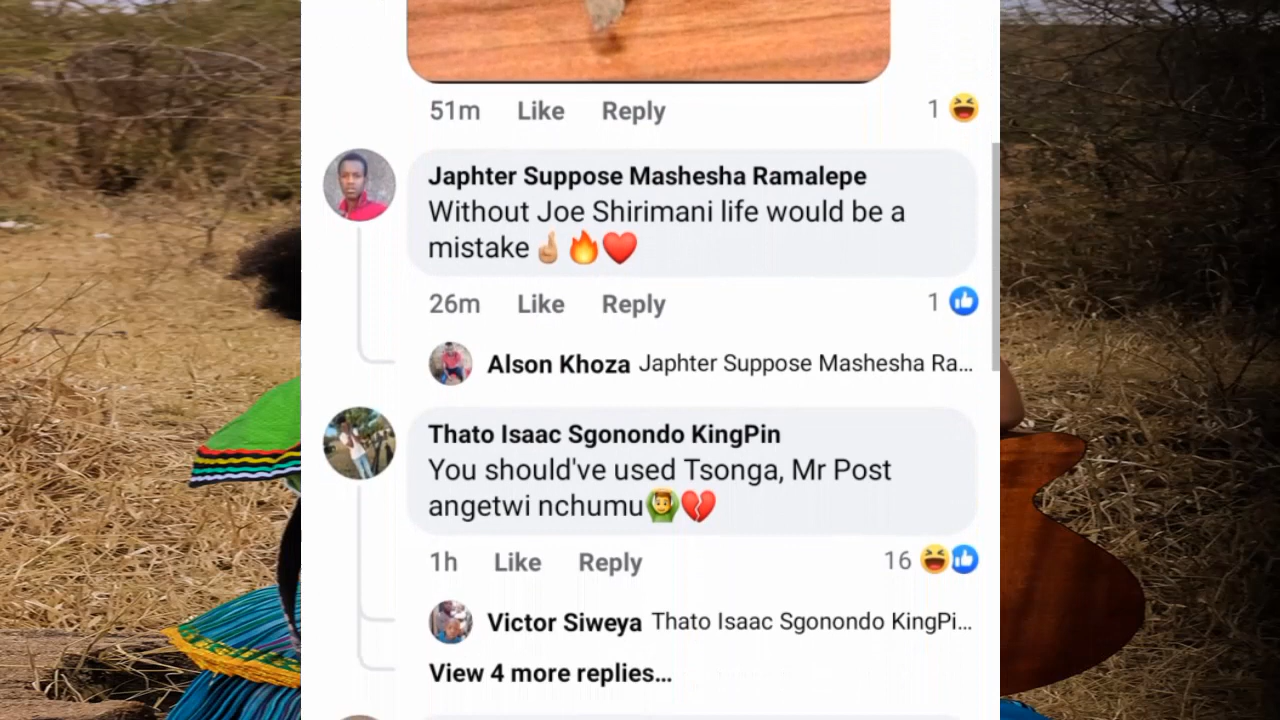 51m Like Reply 1
Japhter Suppose Mashesha Ramalepe
Without Joe Shirimani life would be a
mistake🤞🏼🔥❤️
26m Like Reply 1
Alson Khoza Japhter Suppose Mashesha Ra...
Thato Isaac Sgonondo KingPin
You should've used Tsonga, Mr Post
angetwi nchumu🙆‍♂️💔
1h Like Reply 16
Victor Siweya Thato Isaac Sgonondo KingPi...
View 4 more replies...